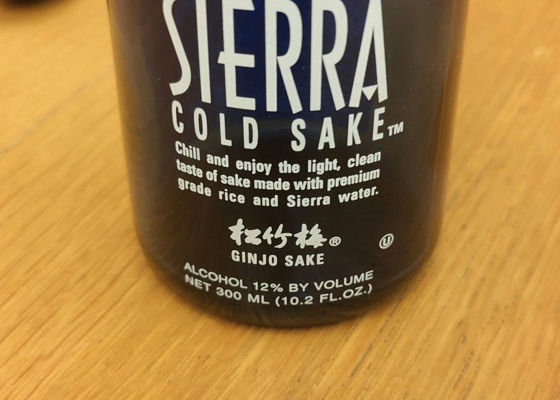 SIERRA
COLD SAKE™
Chill and enjoy the light, clean
taste of sake made with premium
grade rice and Sierra water.
松竹梅® Ⓤ
GINJO SAKE
ALCOHOL 12% BY VOLUME
NET 300 ML (10.2 FL.OZ.)